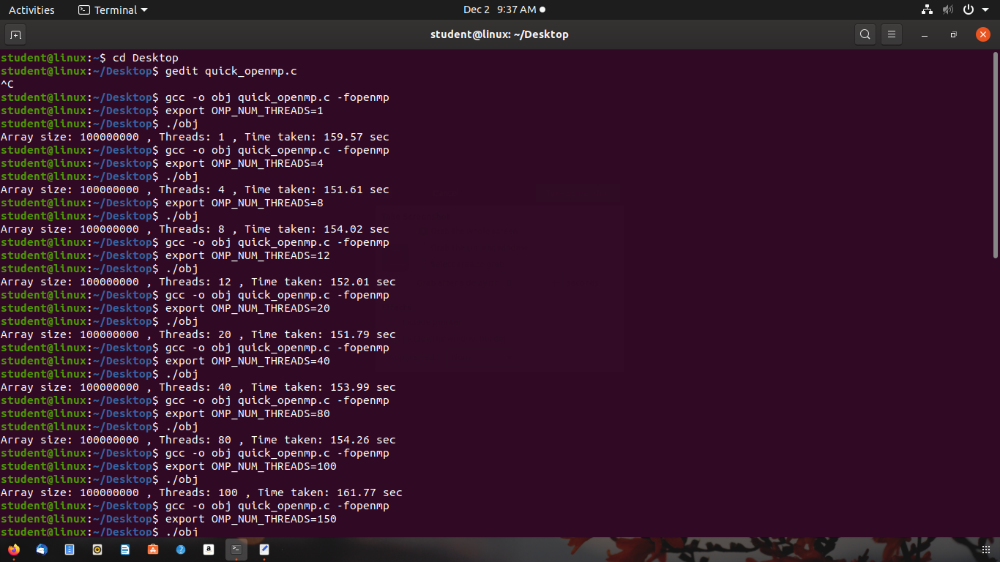 Activities Terminal Dec 2 9:37 AM
student@linux: ~/Desktop
student@linux:~$ cd Desktop
student@linux:~/Desktop$ gedit quick_openmp.c
^C
student@linux:~/Desktop$ gcc -o obj quick_openmp.c -fopenmp
student@linux:~/Desktop$ export OMP_NUM_THREADS=1
student@linux:~/Desktop$ ./obj
Array size: 100000000 , Threads: 1 , Time taken: 159.57 sec
student@linux:~/Desktop$ gcc -o obj quick_openmp.c -fopenmp
student@linux:~/Desktop$ export OMP_NUM_THREADS=4
student@linux:~/Desktop$ ./obj
Array size: 100000000 , Threads: 4 , Time taken: 151.61 sec
student@linux:~/Desktop$ export OMP_NUM_THREADS=8
student@linux:~/Desktop$ ./obj
Array size: 100000000 , Threads: 8 , Time taken: 154.02 sec
student@linux:~/Desktop$ gcc -o obj quick_openmp.c -fopenmp
student@linux:~/Desktop$ export OMP_NUM_THREADS=12
student@linux:~/Desktop$ ./obj
Array size: 100000000 , Threads: 12 , Time taken: 152.01 sec
student@linux:~/Desktop$ gcc -o obj quick_openmp.c -fopenmp
student@linux:~/Desktop$ export OMP_NUM_THREADS=20
student@linux:~/Desktop$ ./obj
Array size: 100000000 , Threads: 20 , Time taken: 151.79 sec
student@linux:~/Desktop$ gcc -o obj quick_openmp.c -fopenmp
student@linux:~/Desktop$ export OMP_NUM_THREADS=40
student@linux:~/Desktop$ ./obj
Array size: 100000000 , Threads: 40 , Time taken: 153.99 sec
student@linux:~/Desktop$ gcc -o obj quick_openmp.c -fopenmp
student@linux:~/Desktop$ export OMP_NUM_THREADS=80
student@linux:~/Desktop$ ./obj
Array size: 100000000 , Threads: 80 , Time taken: 154.26 sec
student@linux:~/Desktop$ gcc -o obj quick_openmp.c -fopenmp
student@linux:~/Desktop$ export OMP_NUM_THREADS=100
student@linux:~/Desktop$ ./obj
Array size: 100000000 , Threads: 100 , Time taken: 161.77 sec
student@linux:~/Desktop$ gcc -o obj quick_openmp.c -fopenmp
student@linux:~/Desktop$ export OMP_NUM_THREADS=150
student@linux:~/Desktop$ ./obj